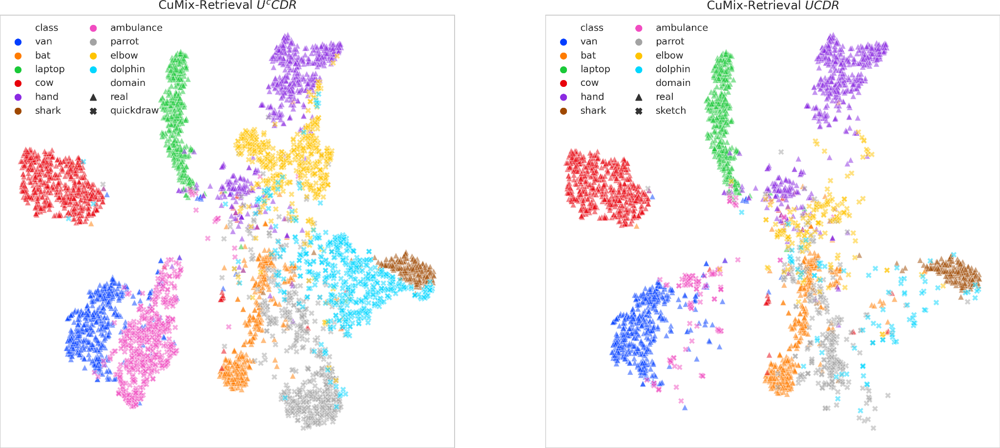 CuMix-Retrieval UᶜCDR
class
van
bat
laptop
cow
hand
shark
ambulance
parrot
elbow
dolphin
domain
real
quickdraw
CuMix-Retrieval UCDR
class
van
bat
laptop
cow
hand
shark
ambulance
parrot
elbow
dolphin
domain
real
sketch